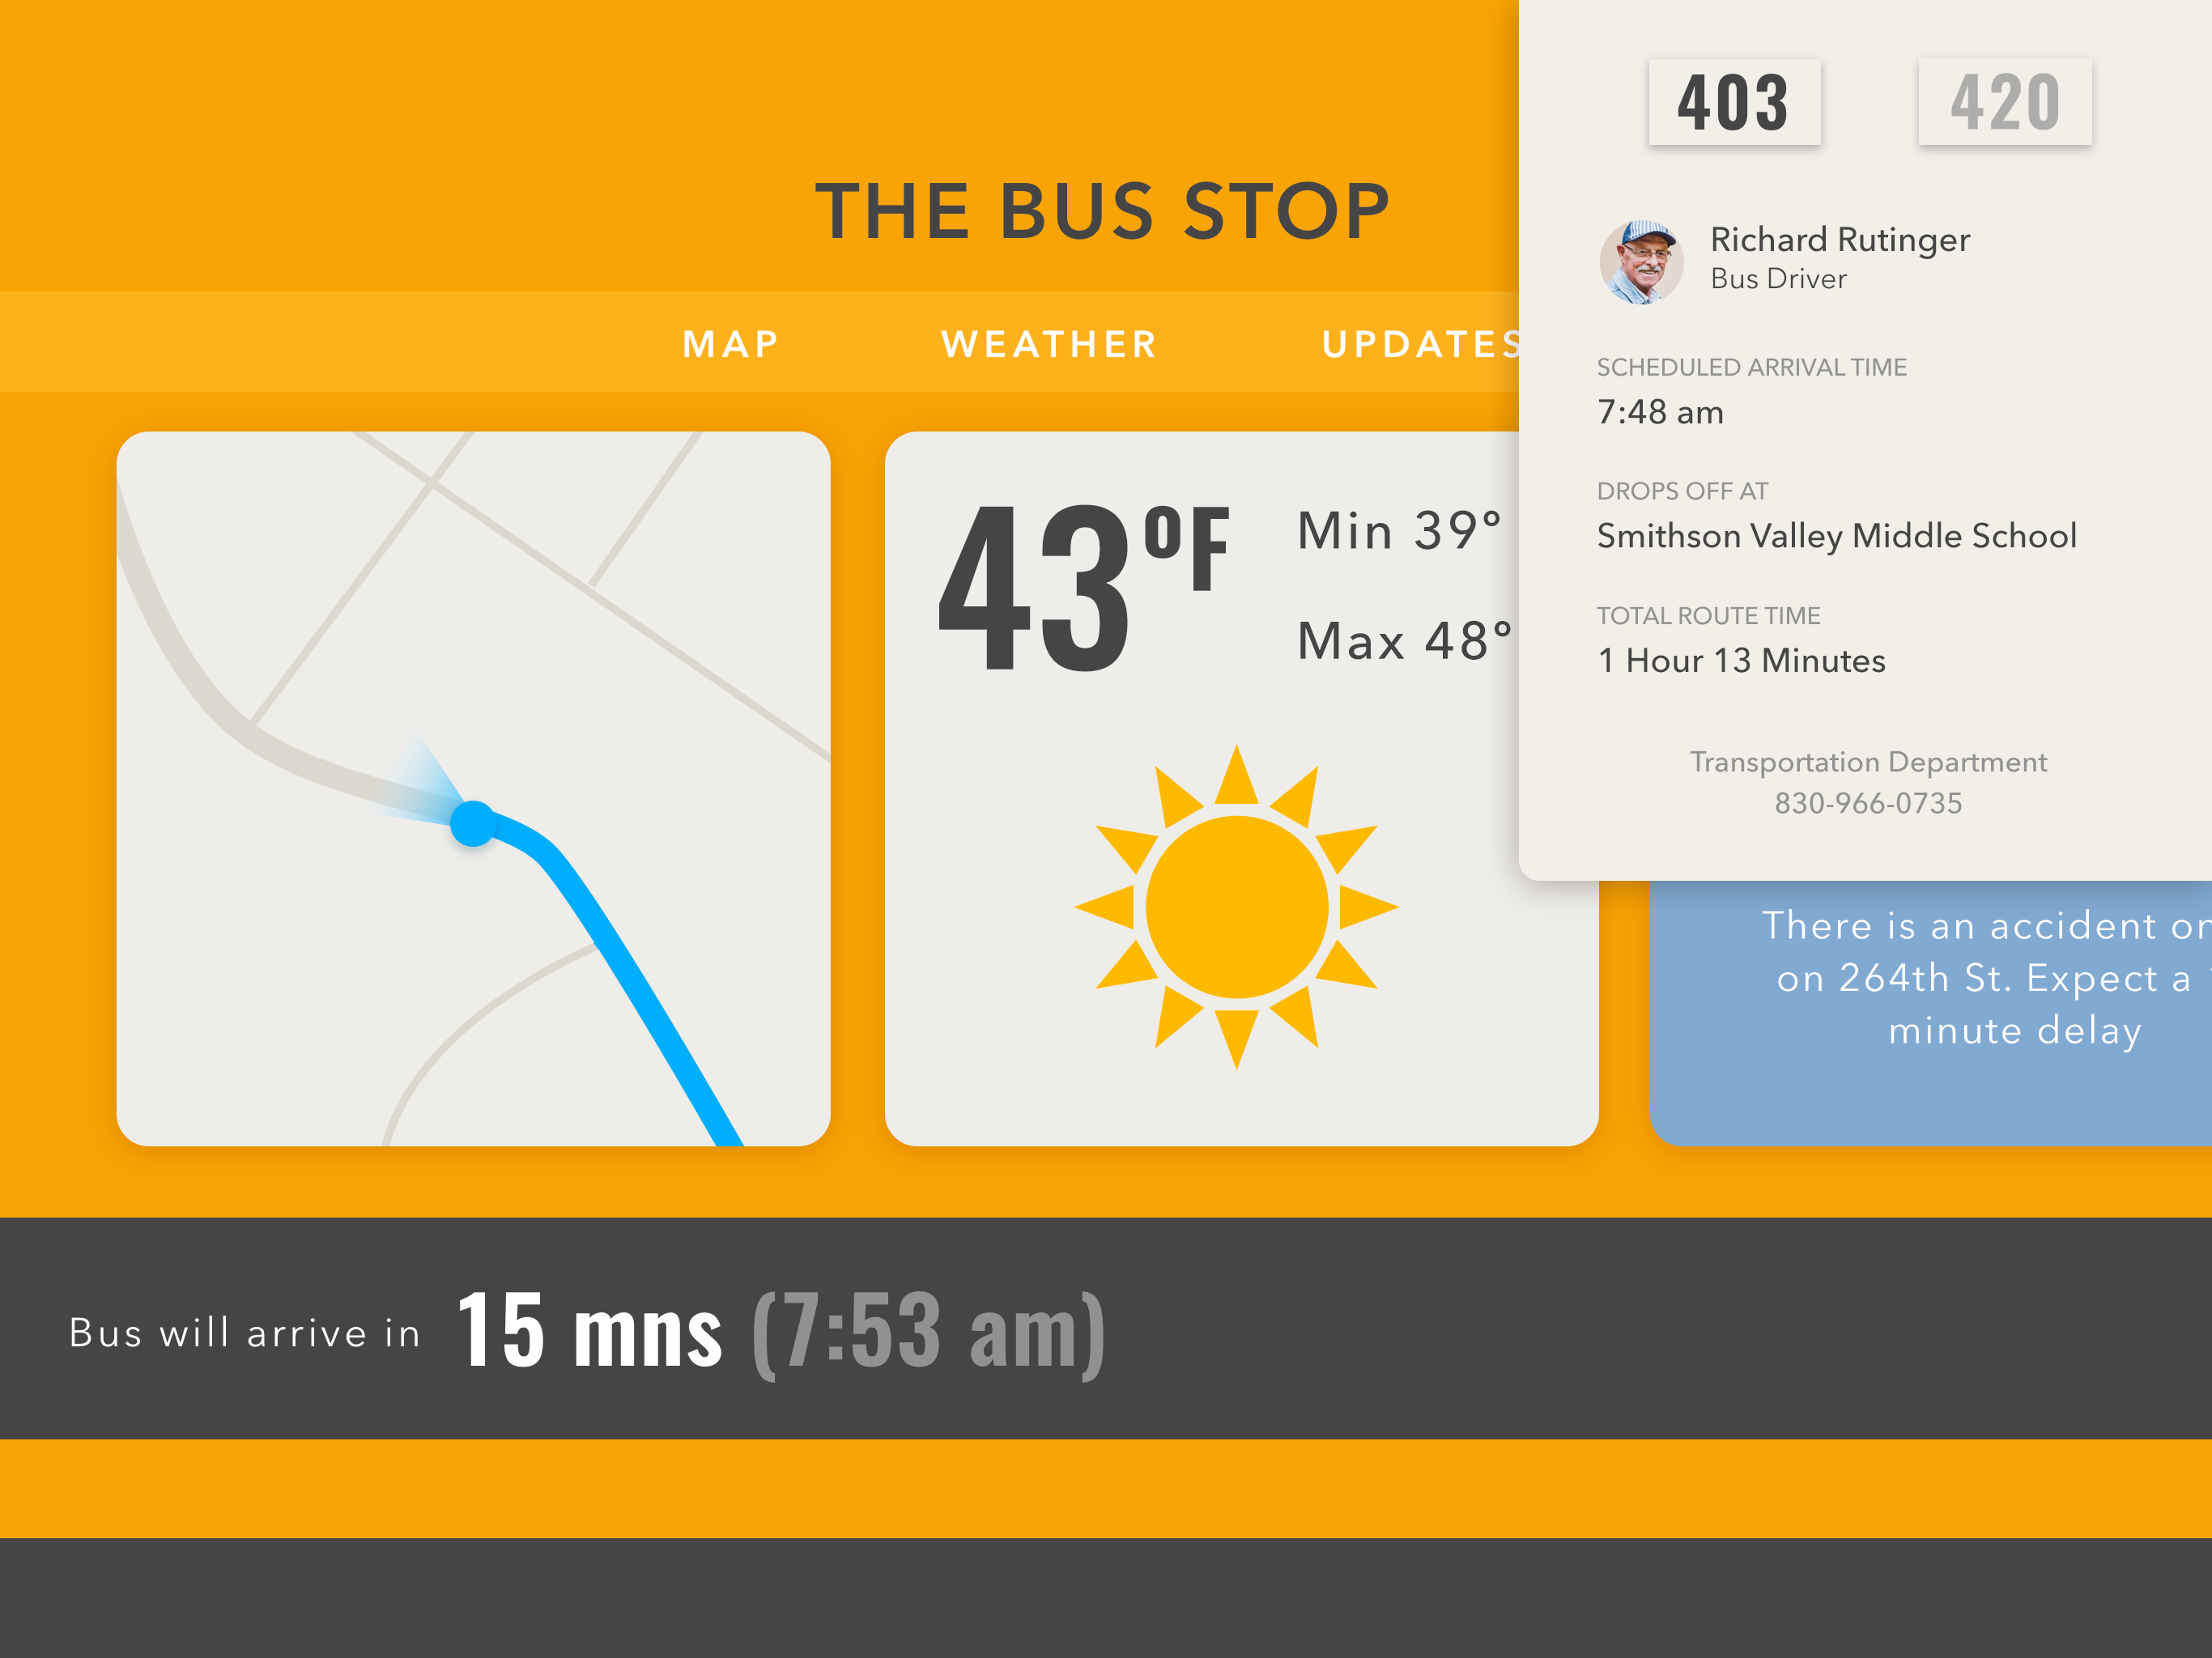 THE BUS STOP
MAP
WEATHER
UPDATES
43°F
Min 39°
Max 48°
403
420
Richard Rutinger
Bus Driver
SCHEDULED ARRIVAL TIME
7:48 am
DROPS OFF AT
Smithson Valley Middle School
TOTAL ROUTE TIME
1 Hour 13 Minutes
Transportation Department
830-966-0735
There is an accident
on 264th St. Expect a
minute delay
Bus will arrive in 15 mns (7:53 am)